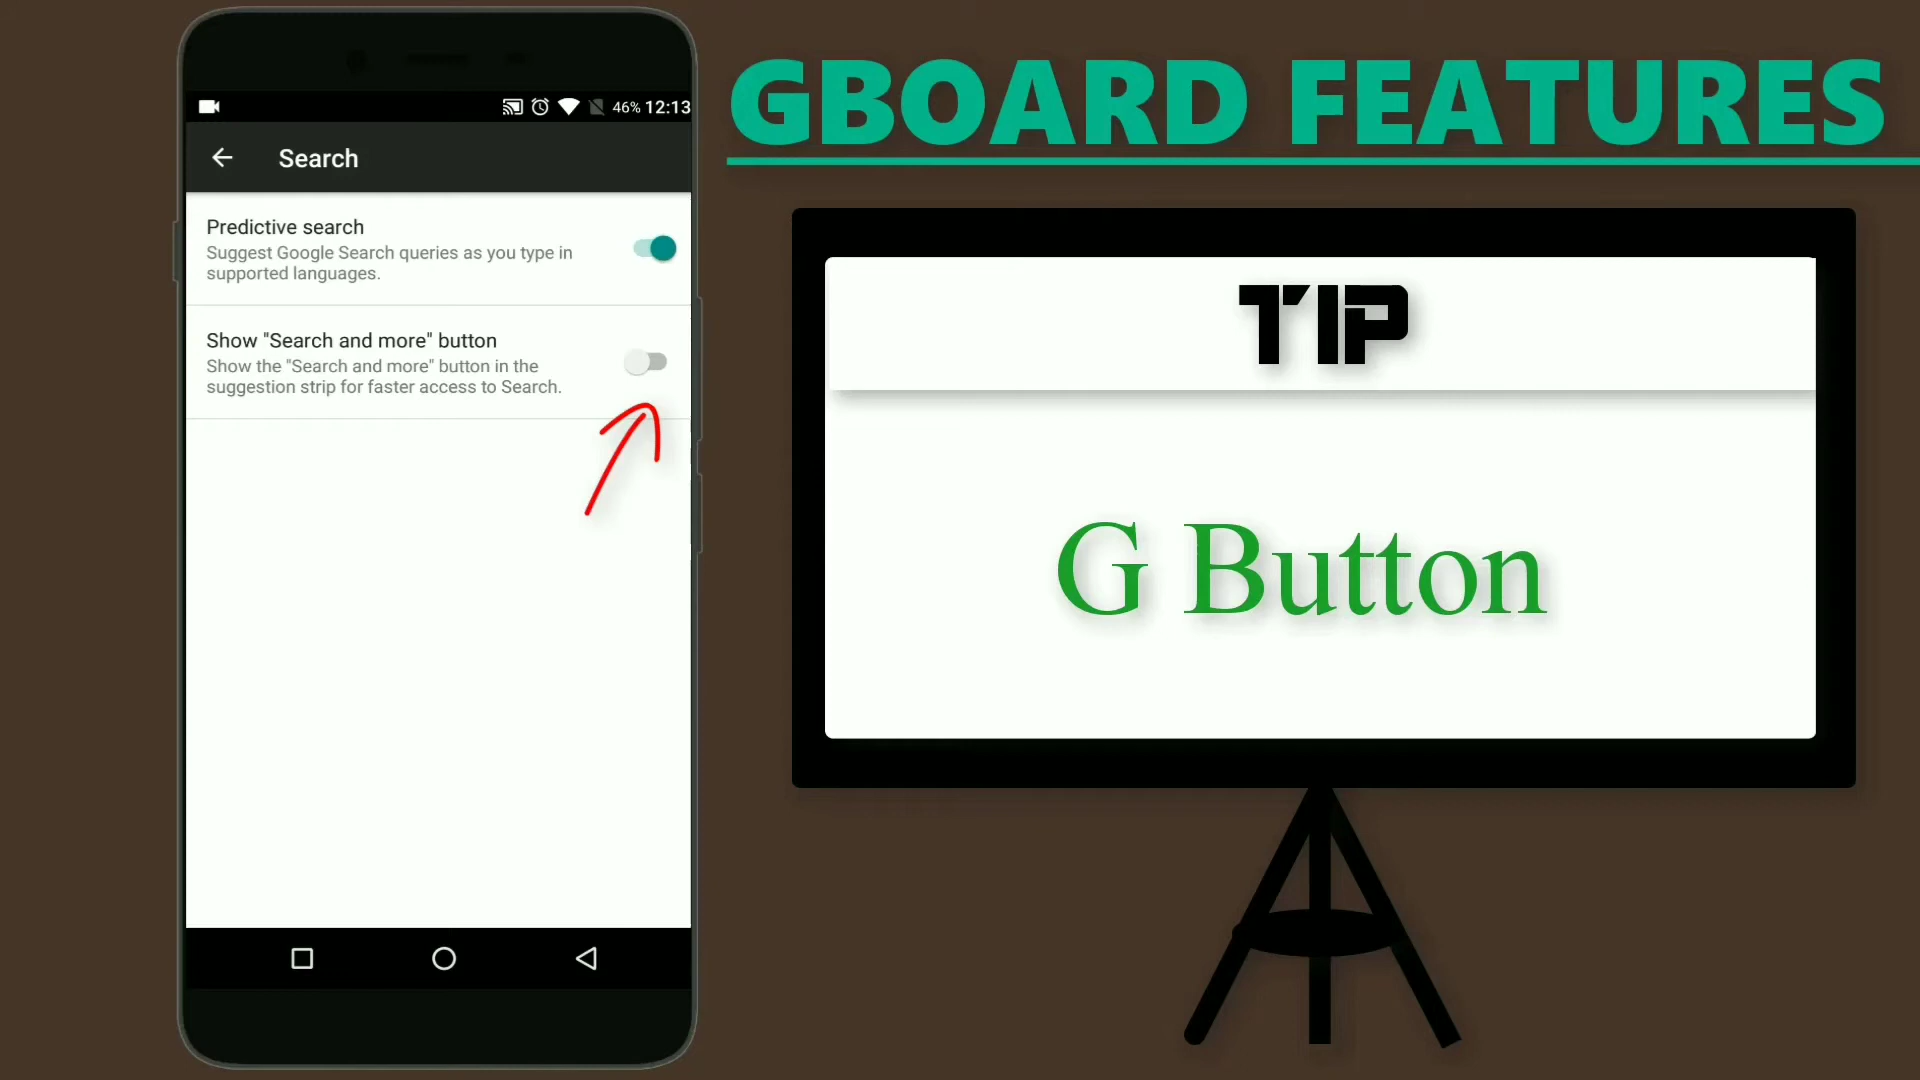 46% 12:13
Search
Predictive search
Suggest Google Search queries as you type in
supported languages.
Show "Search and more" button
Show the "Search and more" button in the
suggestion strip for faster access to Search.
GBOARD FEATURES
TIP
G Button